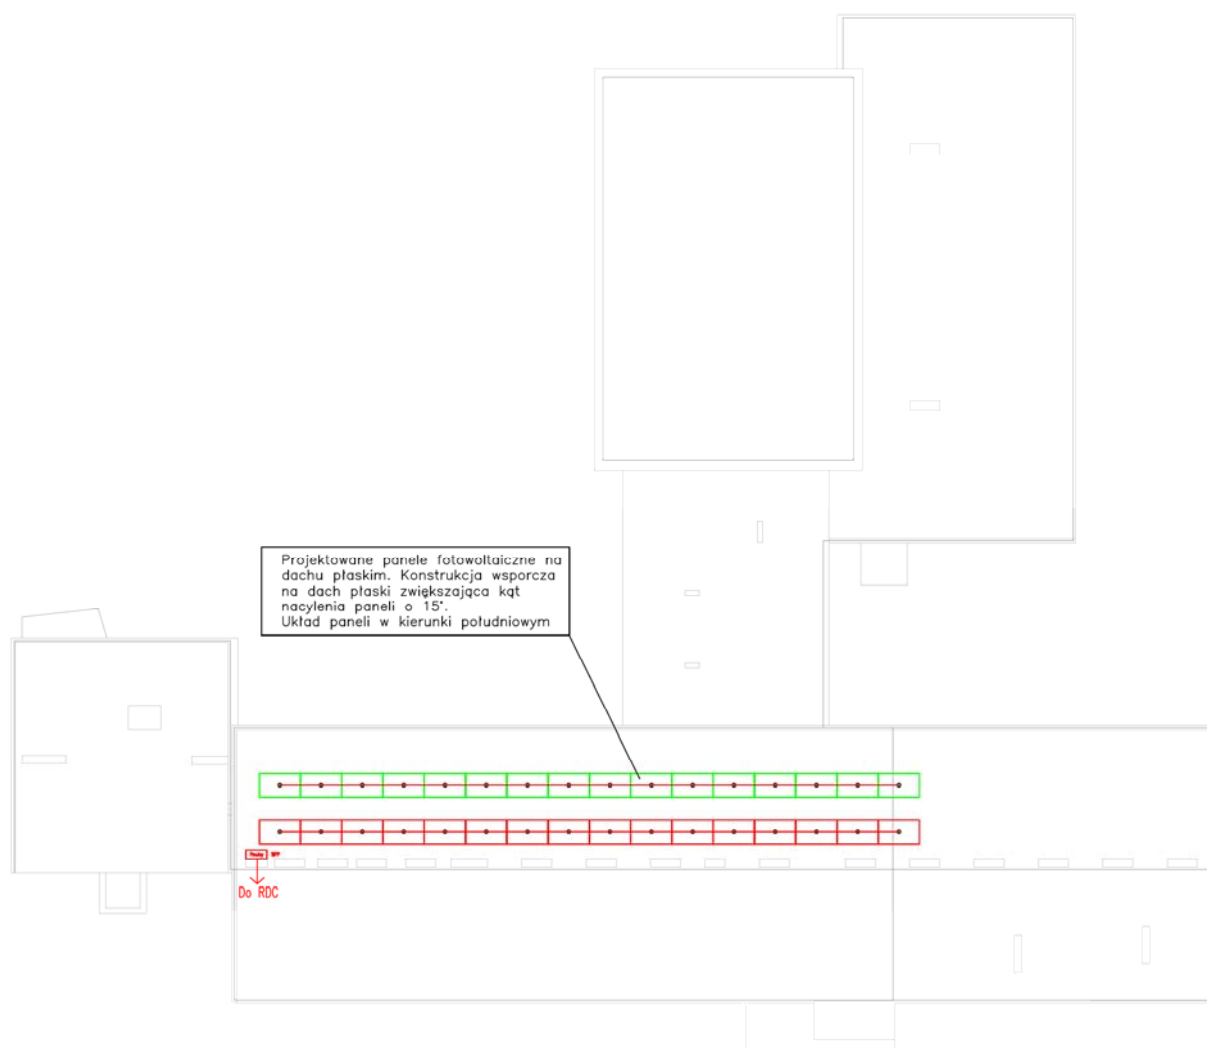 Projektowane panele fotowoltaiczne na
dachu płaskim. Konstrukcja wsporcza
na dach płaski zwiększająca kąt
nacylenia paneli o 15°.
Układ paneli w kierunki południowym
Do RDC